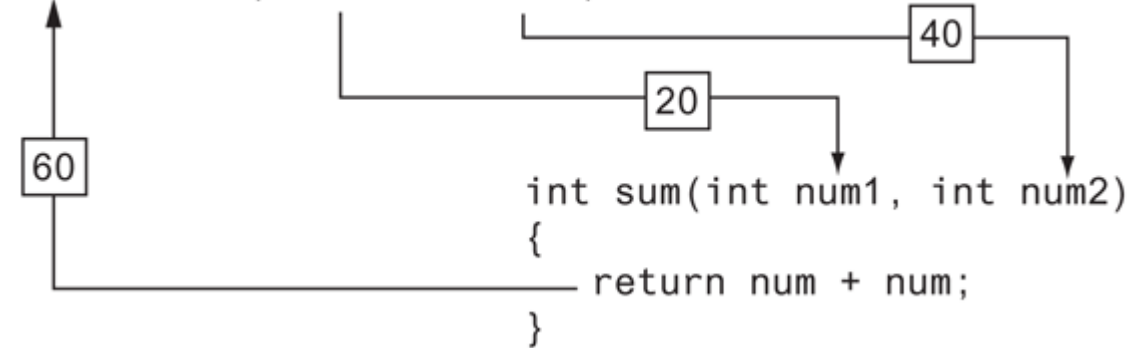 40
20
60
int sum(int num1, int num2)
{
return num + num;
}